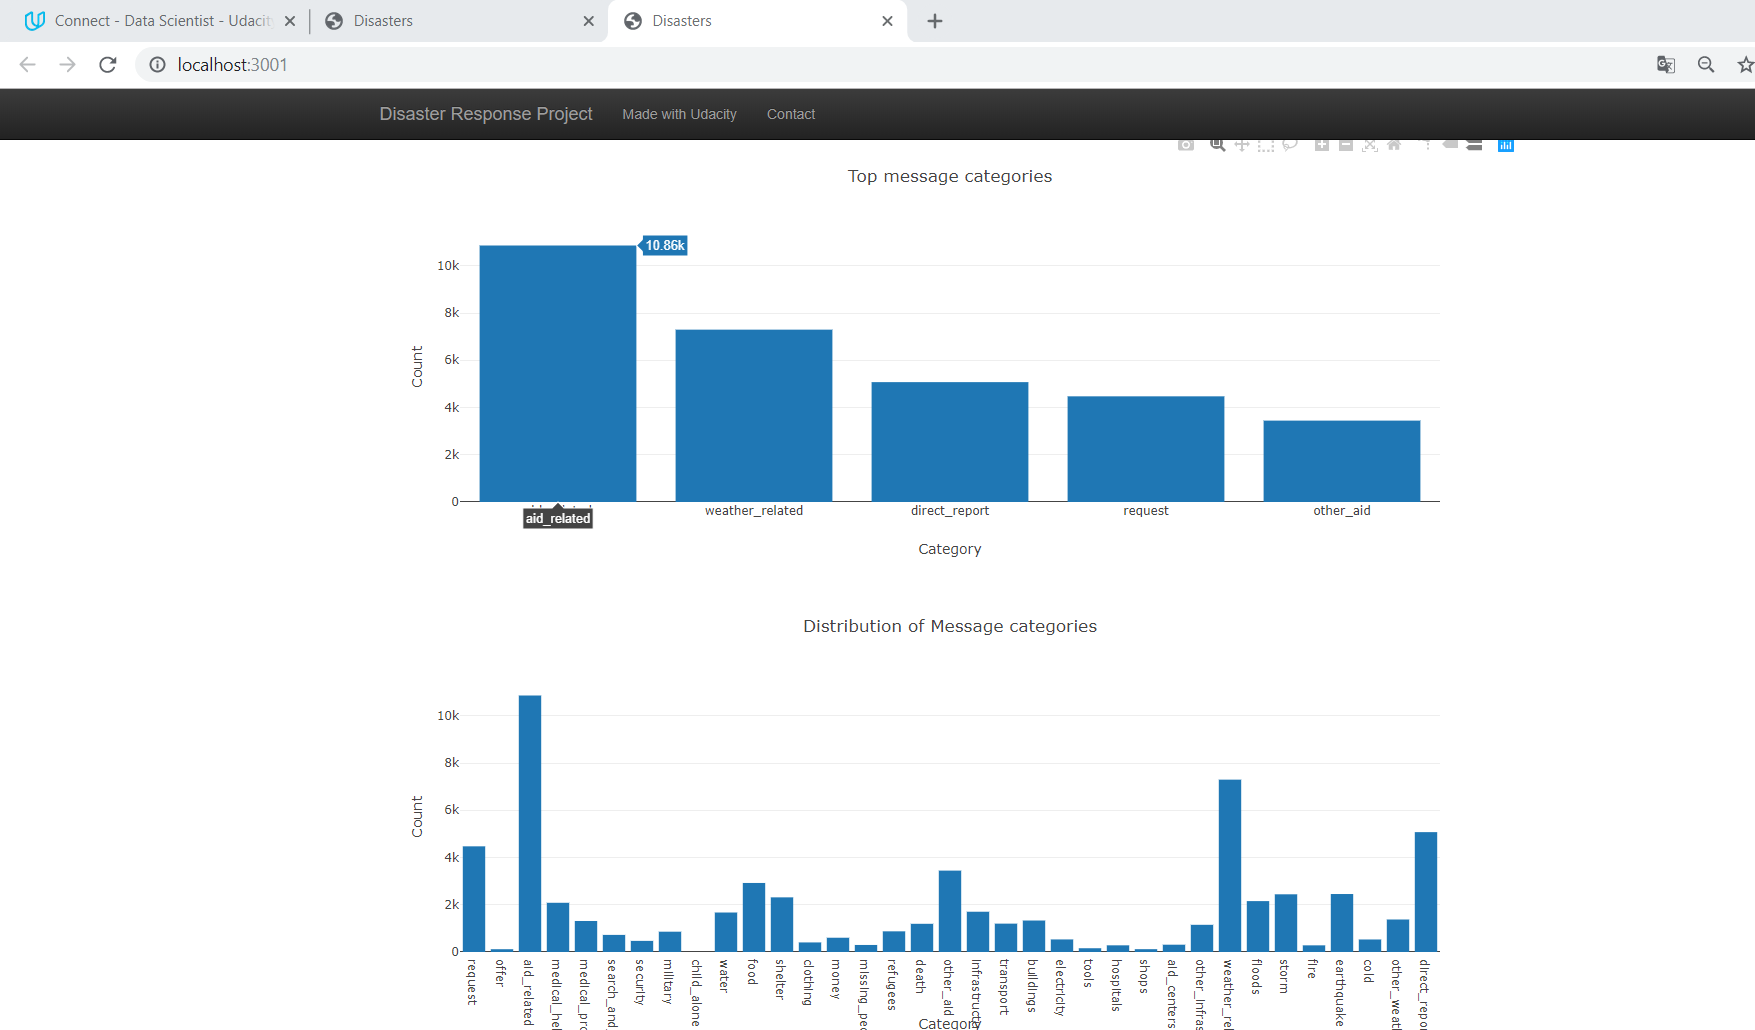 Connect - Data Scientist - Udacit
Disasters
Disasters
localhost:3001
Disaster Response Project
Made with Udacity
Contact
Top message categories
10.86k
10k
8k
6k
4k
2k
0
Count
aid_related
weather_related
direct_report
request
other_aid
Category
Distribution of Message categories
10k
8k
6k
4k
2k
0
Count
request
offer
aid_related
medical_hel
medical_pro
search_and_
security
military
child_alone
water
food
shelter
clothing
money
missing_peo
refugees
death
other_aid
infrastructu
transport
buildings
electricity
tools
hospitals
shops
aid_centers
other_infras
weather_rel
floods
storm
fire
earthquake
cold
other_weath
direct_repor
Category